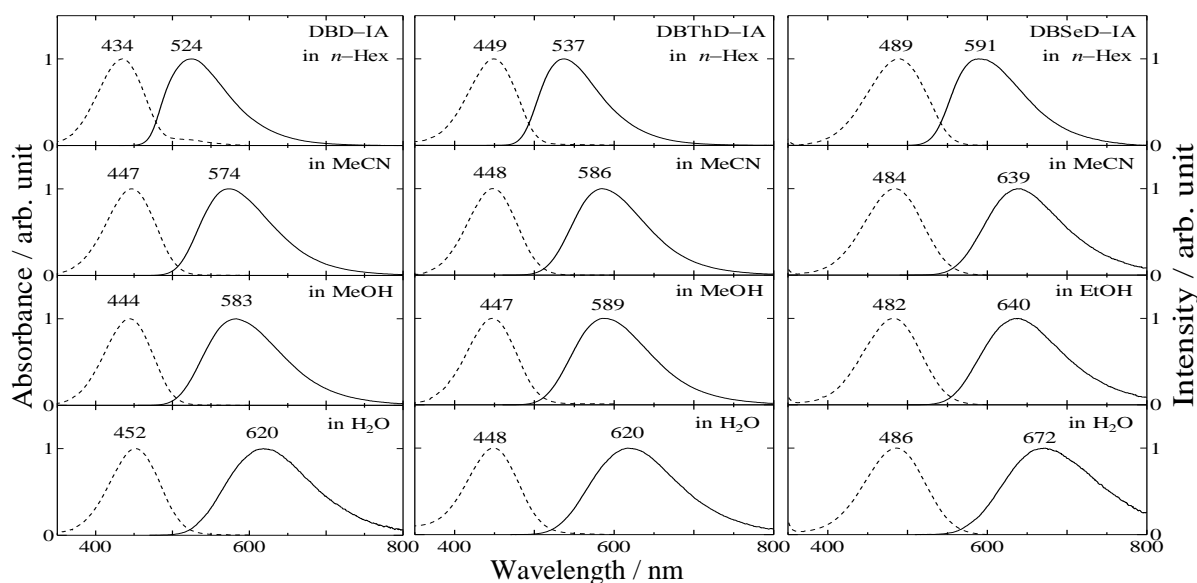 DBD–IA
434 524 in n–Hex
1
0
DBThD–IA
449 537 in n–Hex
DBSeD–IA
489 591 in n–Hex
1
0
in MeCN
447 574
1
0
in MeCN
448 586
in MeCN
484 639
1
0
in MeOH
444 583
1
0
in MeOH
447 589
in EtOH
482 640
1
0
in H2O
452 620
1
0
in H2O
448 620
in H2O
486 672
1
0
400 600 800
400 600 800
400 600 800
Absorbance / arb. unit
Intensity / arb. unit
Wavelength / nm